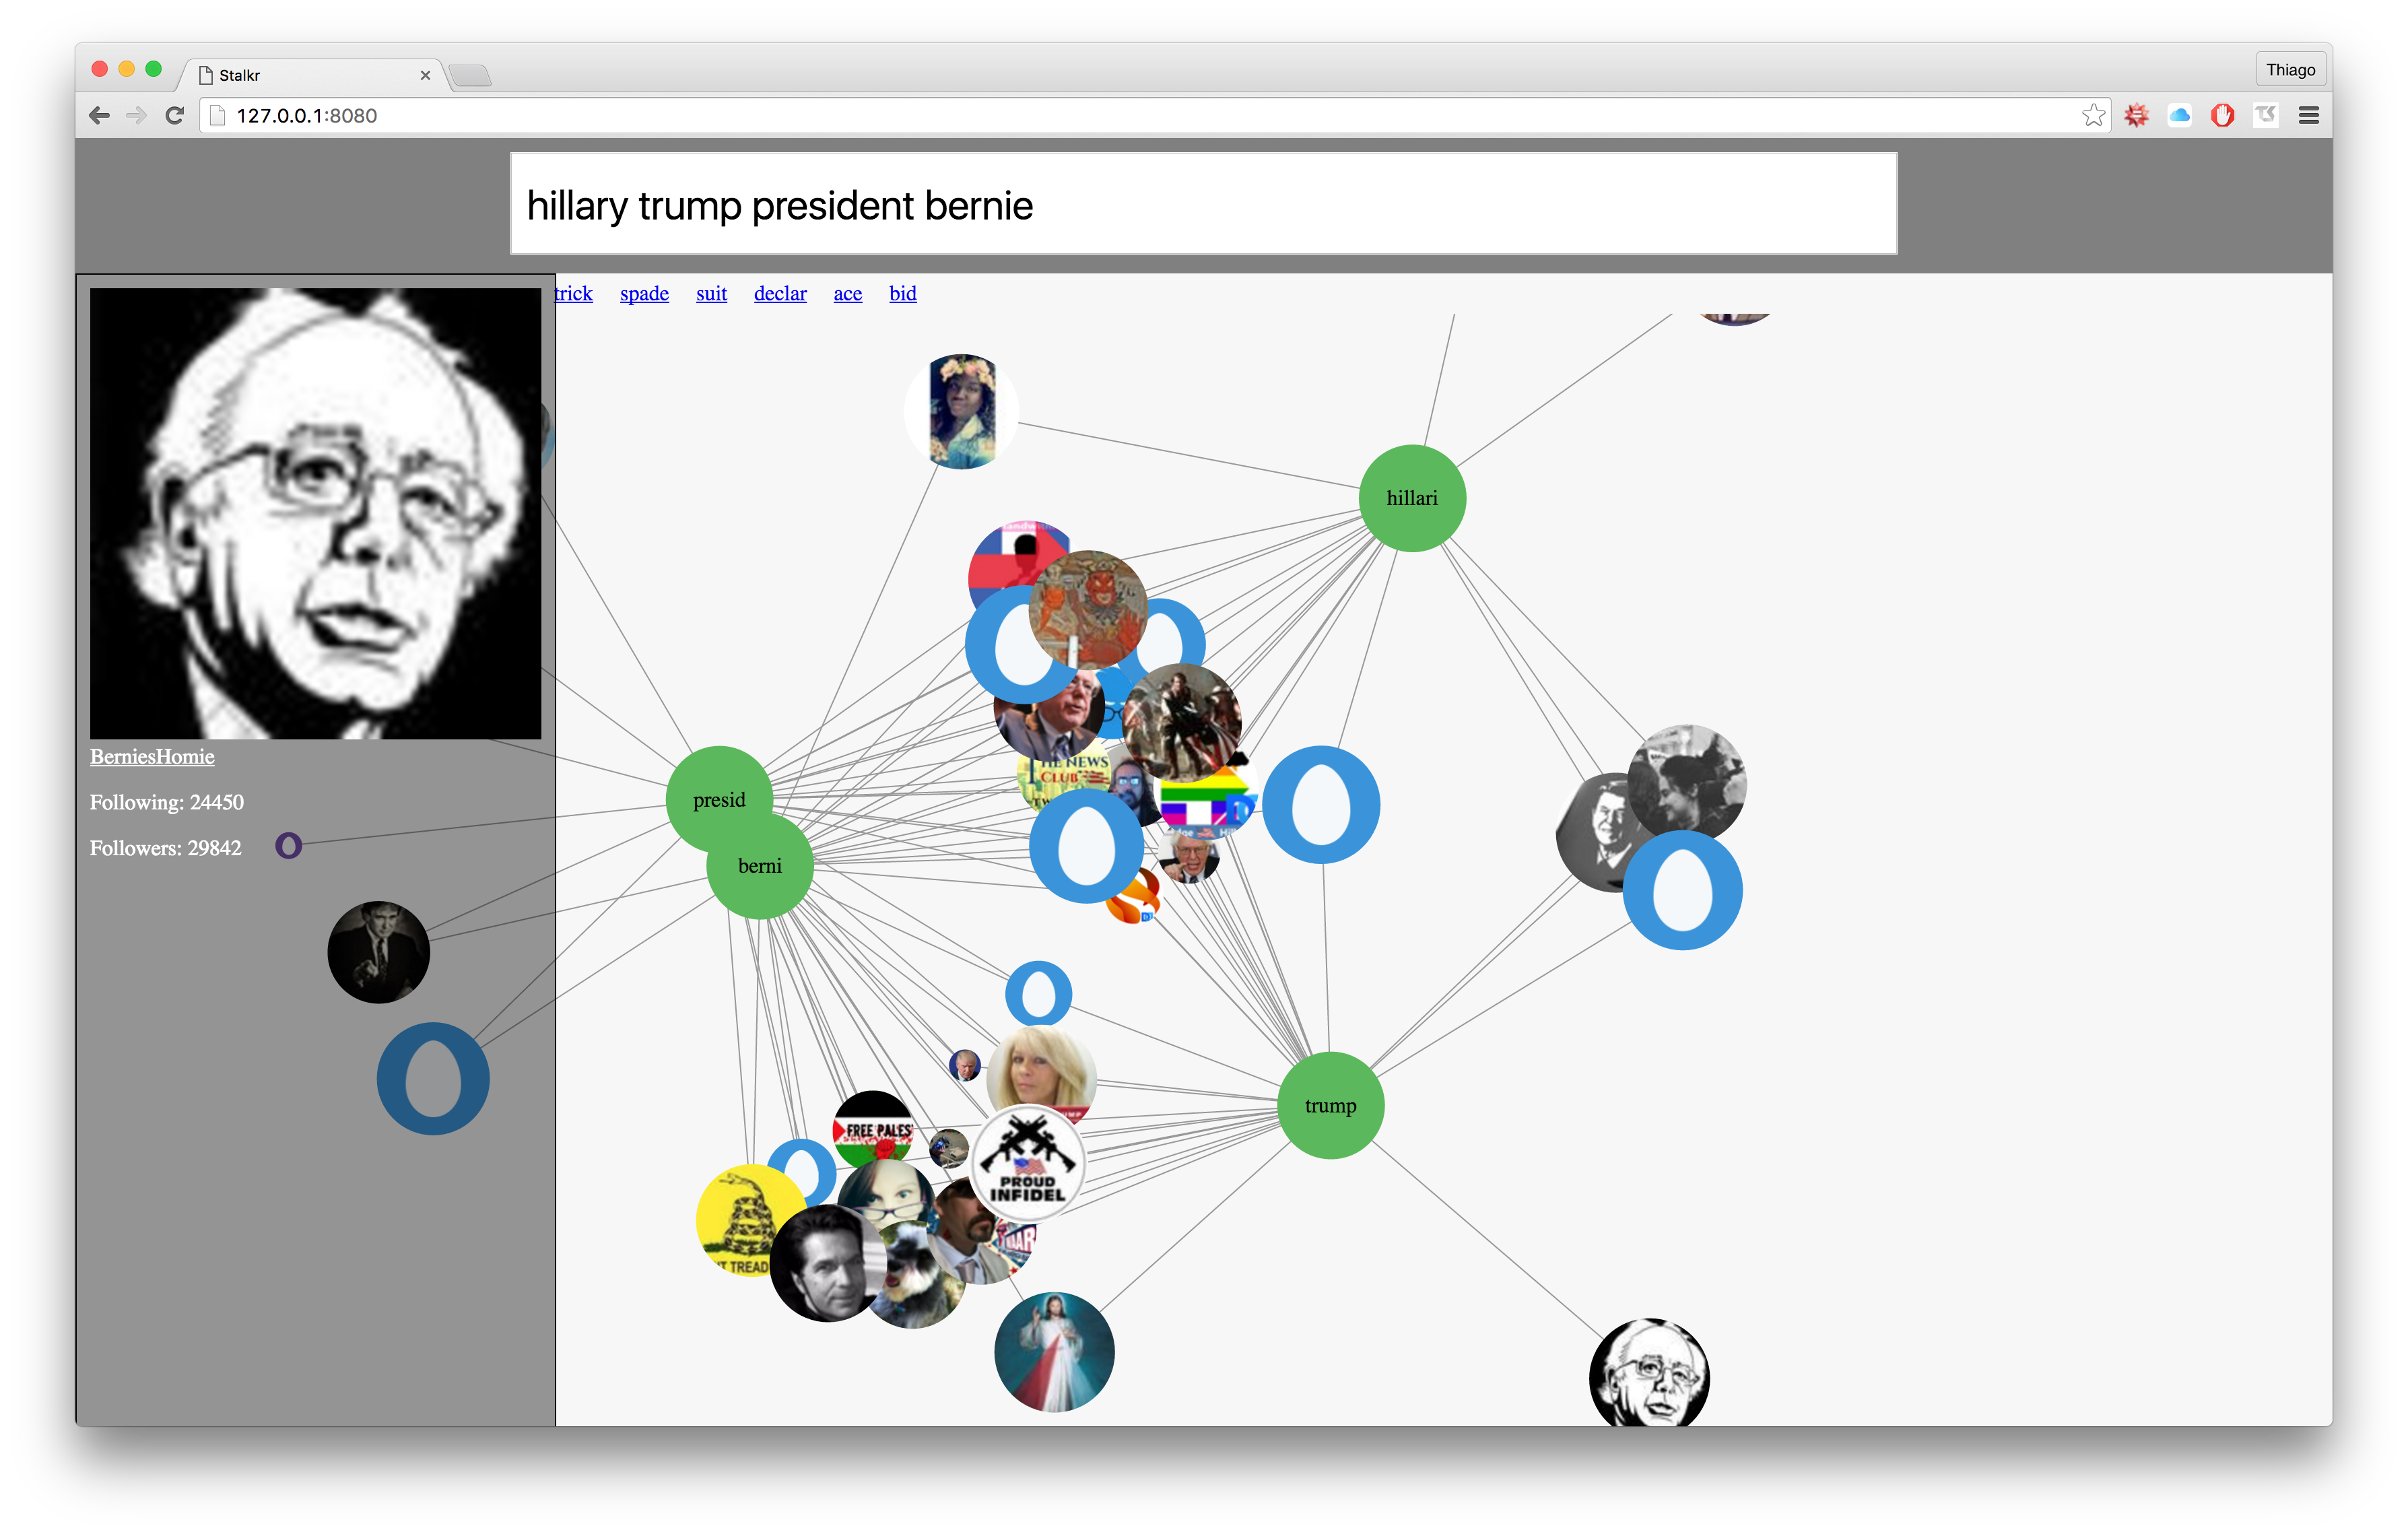 Stalkr
Thiago
127.0.0.1:8080
hillary trump president bernie
trick spade suit declar ace bid
hillari
THE NEWS
CLUB
presid
BerniesHomie
Following: 24450
Followers: 29842
berni
trump
FREE PALES
PROUD
INFIDEL
TREAD